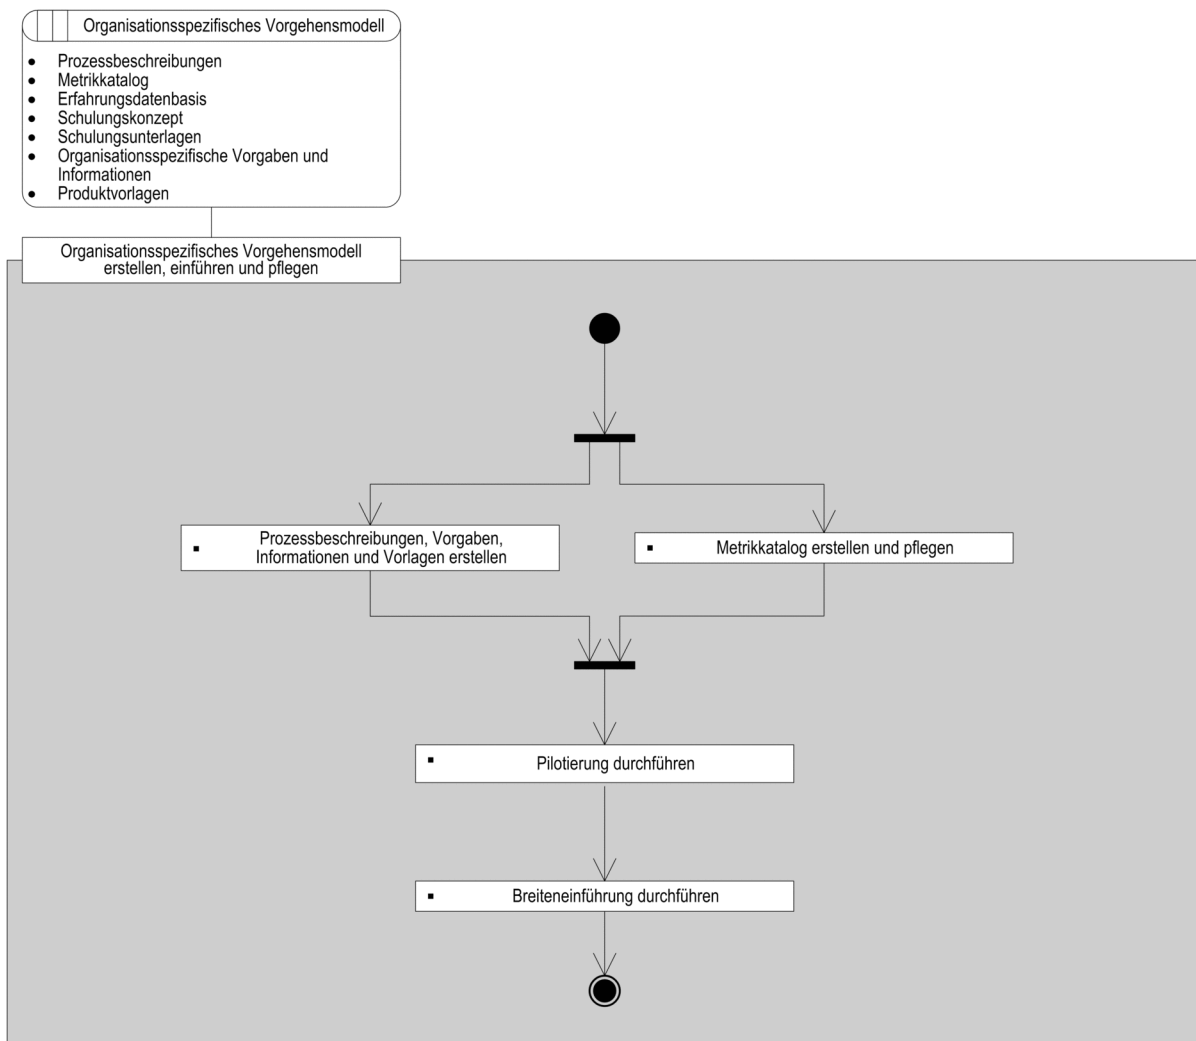 Organisationsspezifisches Vorgehensmodell
Prozessbeschreibungen
Metrikkatalog
Erfahrungsdatenbasis
Schulungskonzept
Schulungsunterlagen
Organisationsspezifische Vorgaben und
Informationen
Produktvorlagen
Organisationsspezifisches Vorgehensmodell
erstellen, einführen und pflegen
Prozessbeschreibungen, Vorgaben,
Informationen und Vorlagen erstellen
Metrikkatalog erstellen und pflegen
Pilotierung durchführen
Breiteneinführung durchführen